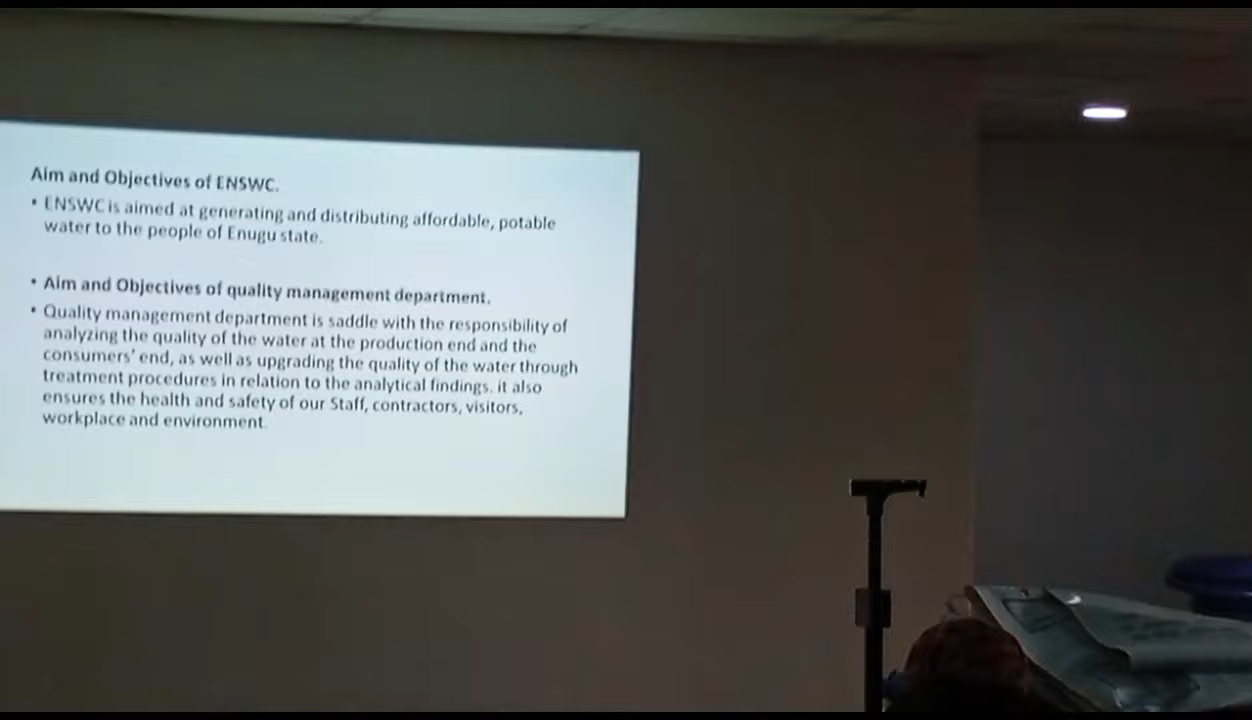 Aim and Objectives of ENSWC.
• ENSWC is aimed at generating and distributing affordable, potable
water to the people of Enugu state.
• Aim and Objectives of quality management department.
• Quality management department is saddle with the responsibility of
analyzing the quality of the water at the production end and the
consumers' end, as well as upgrading the quality of the water through
treatment procedures in relation to the analytical findings. it also
ensures the health and safety of our Staff, contractors, visitors,
workplace and environment.